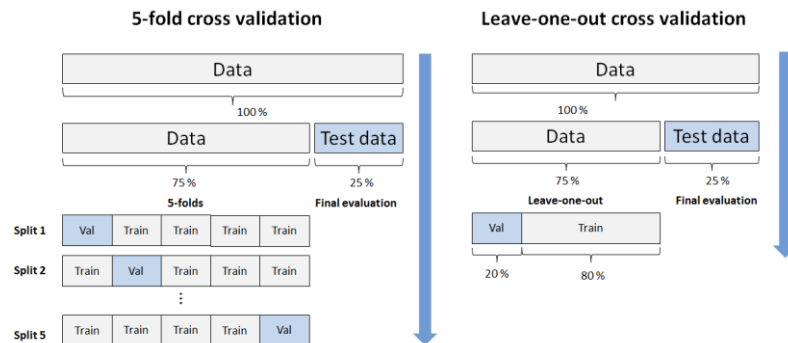 5-fold cross validation
Data
100 %
Data
Test data
75 %
25 %
5-folds
Final evaluation
Split 1
Val
Train
Train
Train
Train
Split 2
Train
Val
Train
Train
Train
Split 5
Train
Train
Train
Train
Val
Leave-one-out cross validation
Data
100 %
Data
Test data
75 %
25 %
Leave-one-out
Final evaluation
Val
Train
20 %
80 %